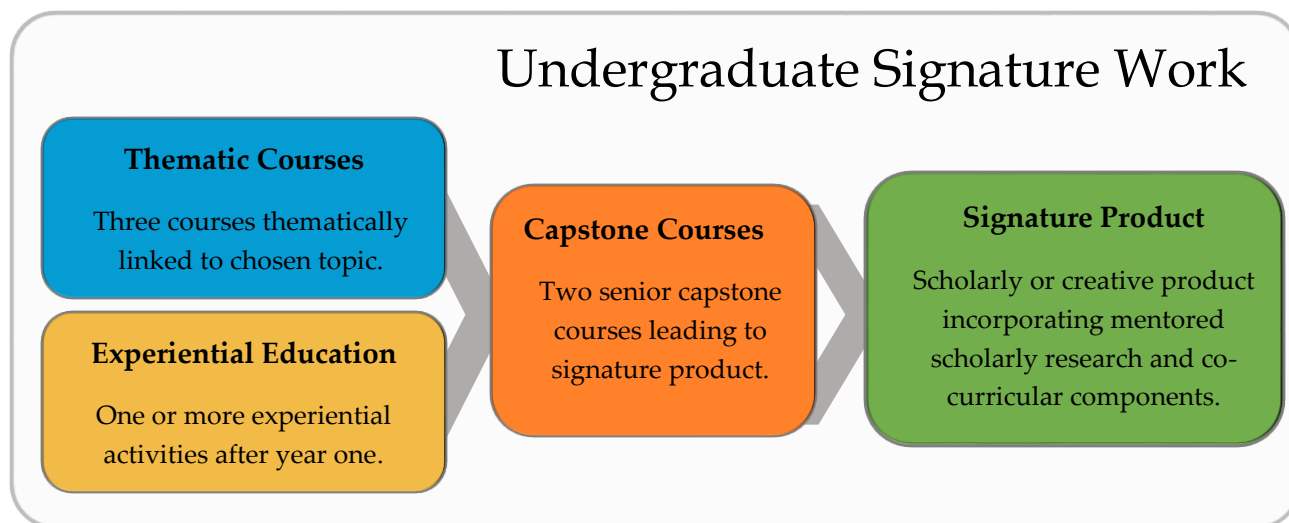 Undergraduate Signature Work
Thematic Courses
Three courses thematically
linked to chosen topic.
Experiential Education
One or more experiential
activities after year one.
Capstone Courses
Two senior capstone
courses leading to
signature product.
Signature Product
Scholarly or creative product
incorporating mentored
scholarly research and co-
curricular components.